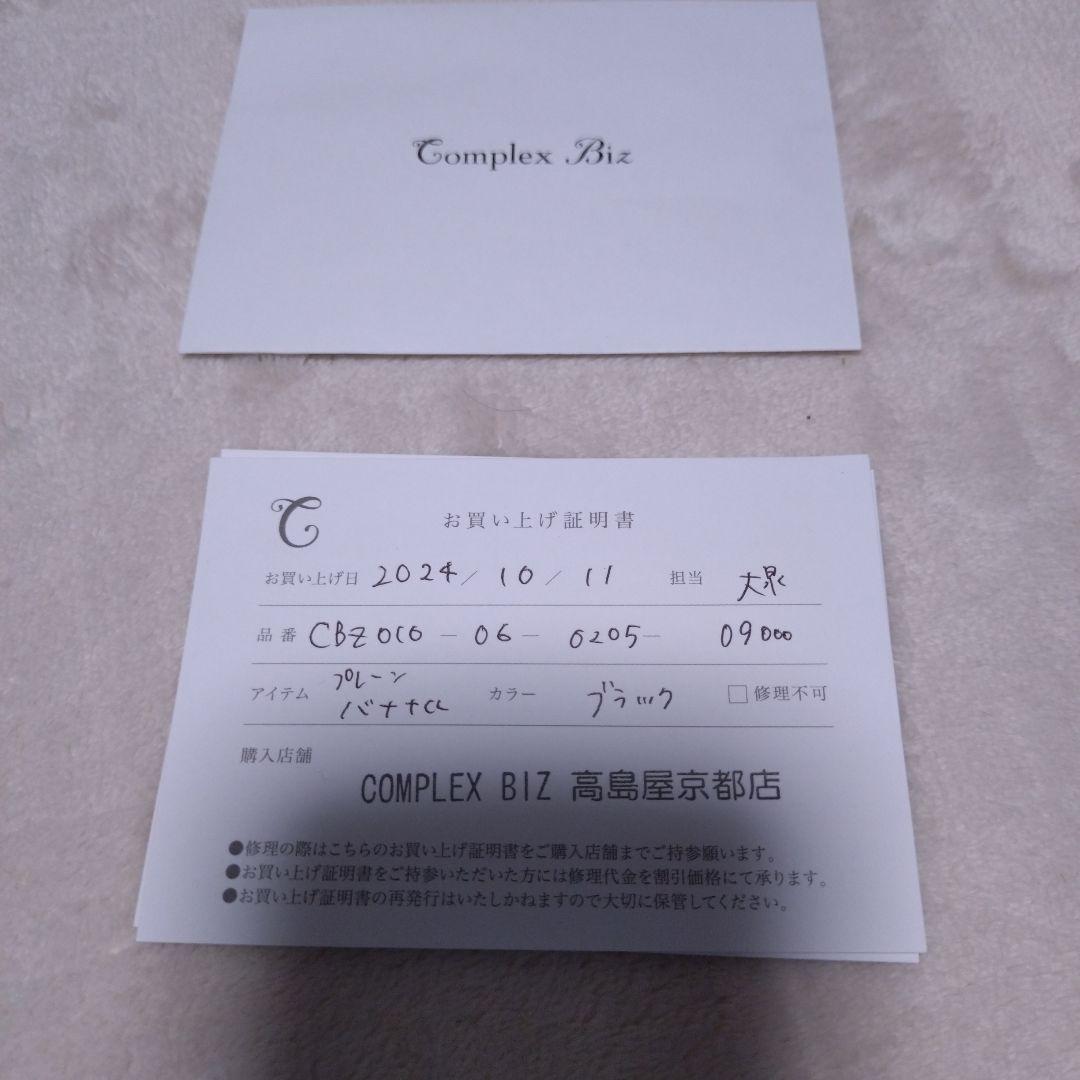 Complex Biz
C
お買い上げ証明書
お買い上げ日 2024 / 10 / 11 担当 大泉
品番 CBZ010 - 06 - 0205 - 09000
プレーン
アイテム バナナCL カラー ブラック □修理不可
購入店舗
COMPLEX BIZ 高島屋京都店
●修理の際はこちらのお買い上げ証明書をご購入店舗までご持参願います。
●お買い上げ証明書をご持参いただいた方には修理代金を割引価格にて承ります。
●お買い上げ証明書の再発行はいたしかねますので大切に保管してください。